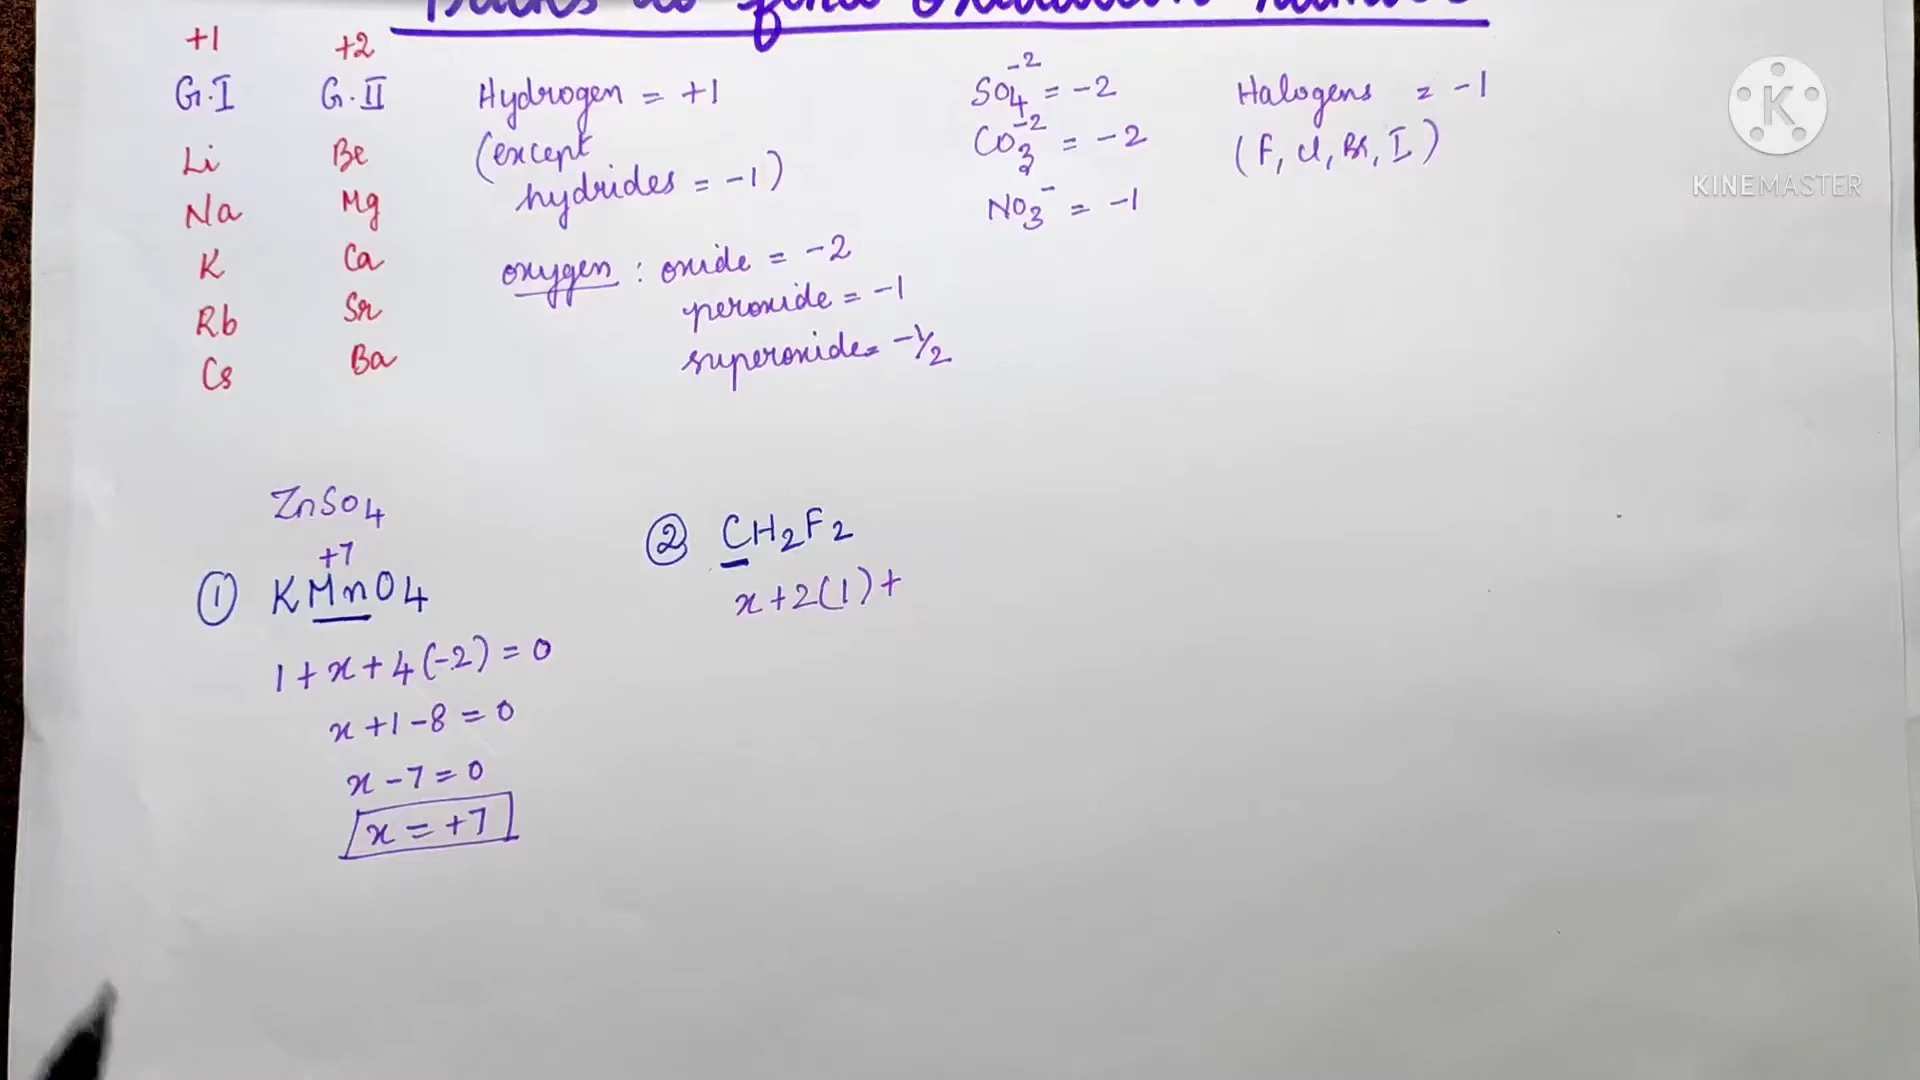 +1 +2
G.I G.II
Li Be
Na Mg
K Ca
Rb Sr
Cs Ba
Hydrogen = +1
(except
hydrides = -1)
oxygen : oxide = -2
peroxide = -1
superoxide = -1/2
SO4^-2 = -2
CO3^-2 = -2
NO3^- = -1
Halogens = -1
(F, Cl, Br, I)
K
KINEMASTER
ZnSO4
+7
① KMnO4
1 + x + 4(-2) = 0
x + 1 - 8 = 0
x - 7 = 0
x = +7
② CH2F2
x + 2(1) +